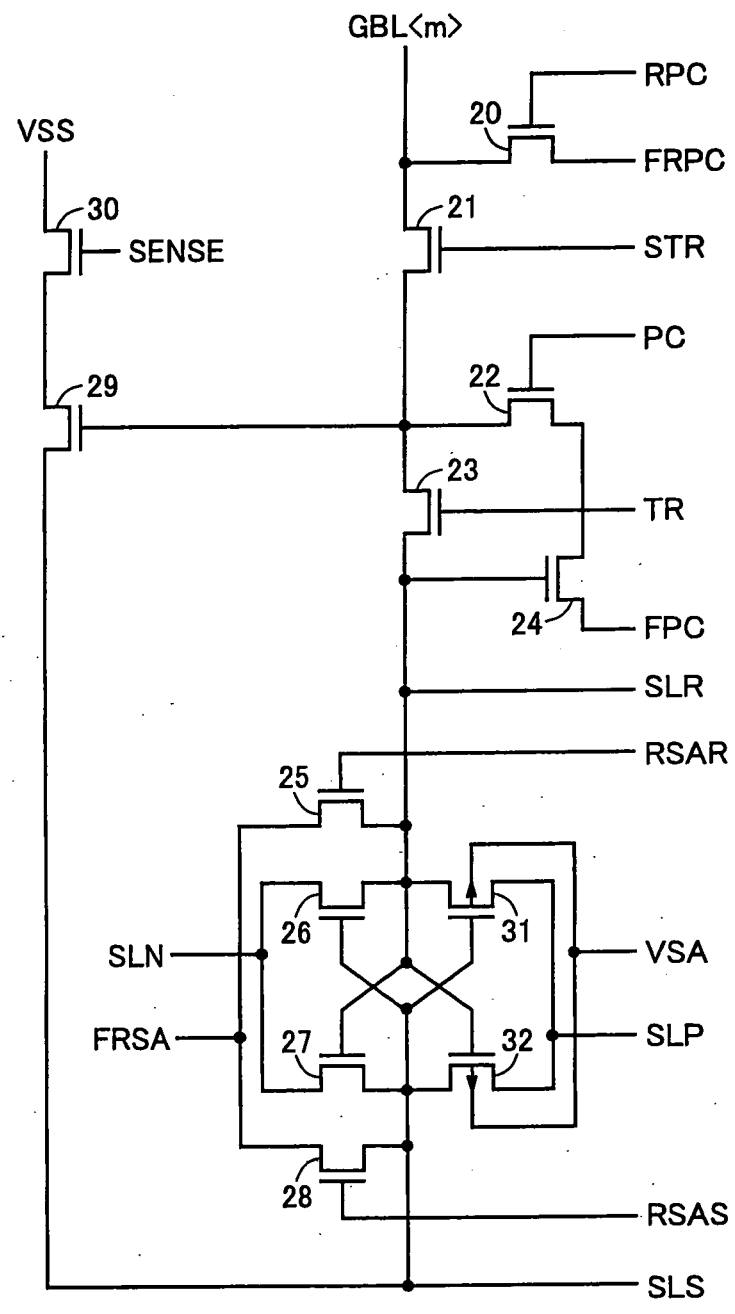 GBL<m>
RPC
20
VSS
FRPC
30
21
SENSE
STR
PC
29
22
23
TR
24
FPC
SLR
RSAR
25
26
31
SLN
VSA
FRSA
27
32
SLP
28
RSAS
SLS